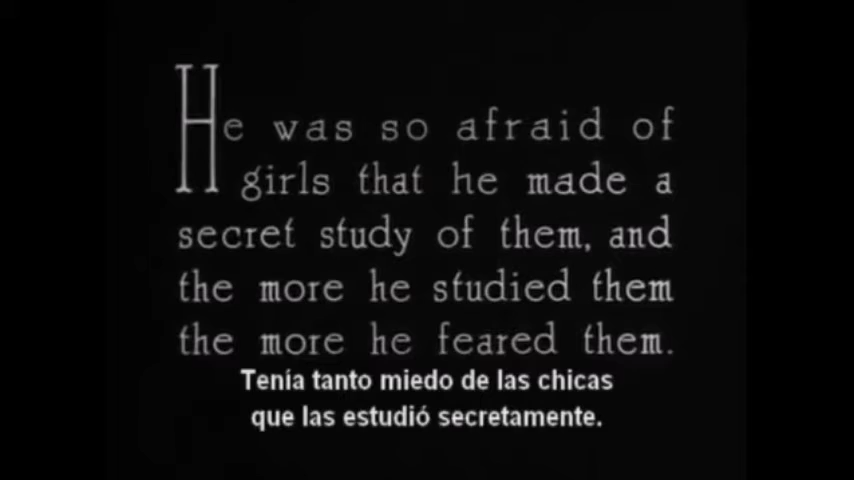 He was so afraid of
girls that he made a
secret study of them, and
the more he studied them
the more he feared them.
Tenía tanto miedo de las chicas
que las estudió secretamente.